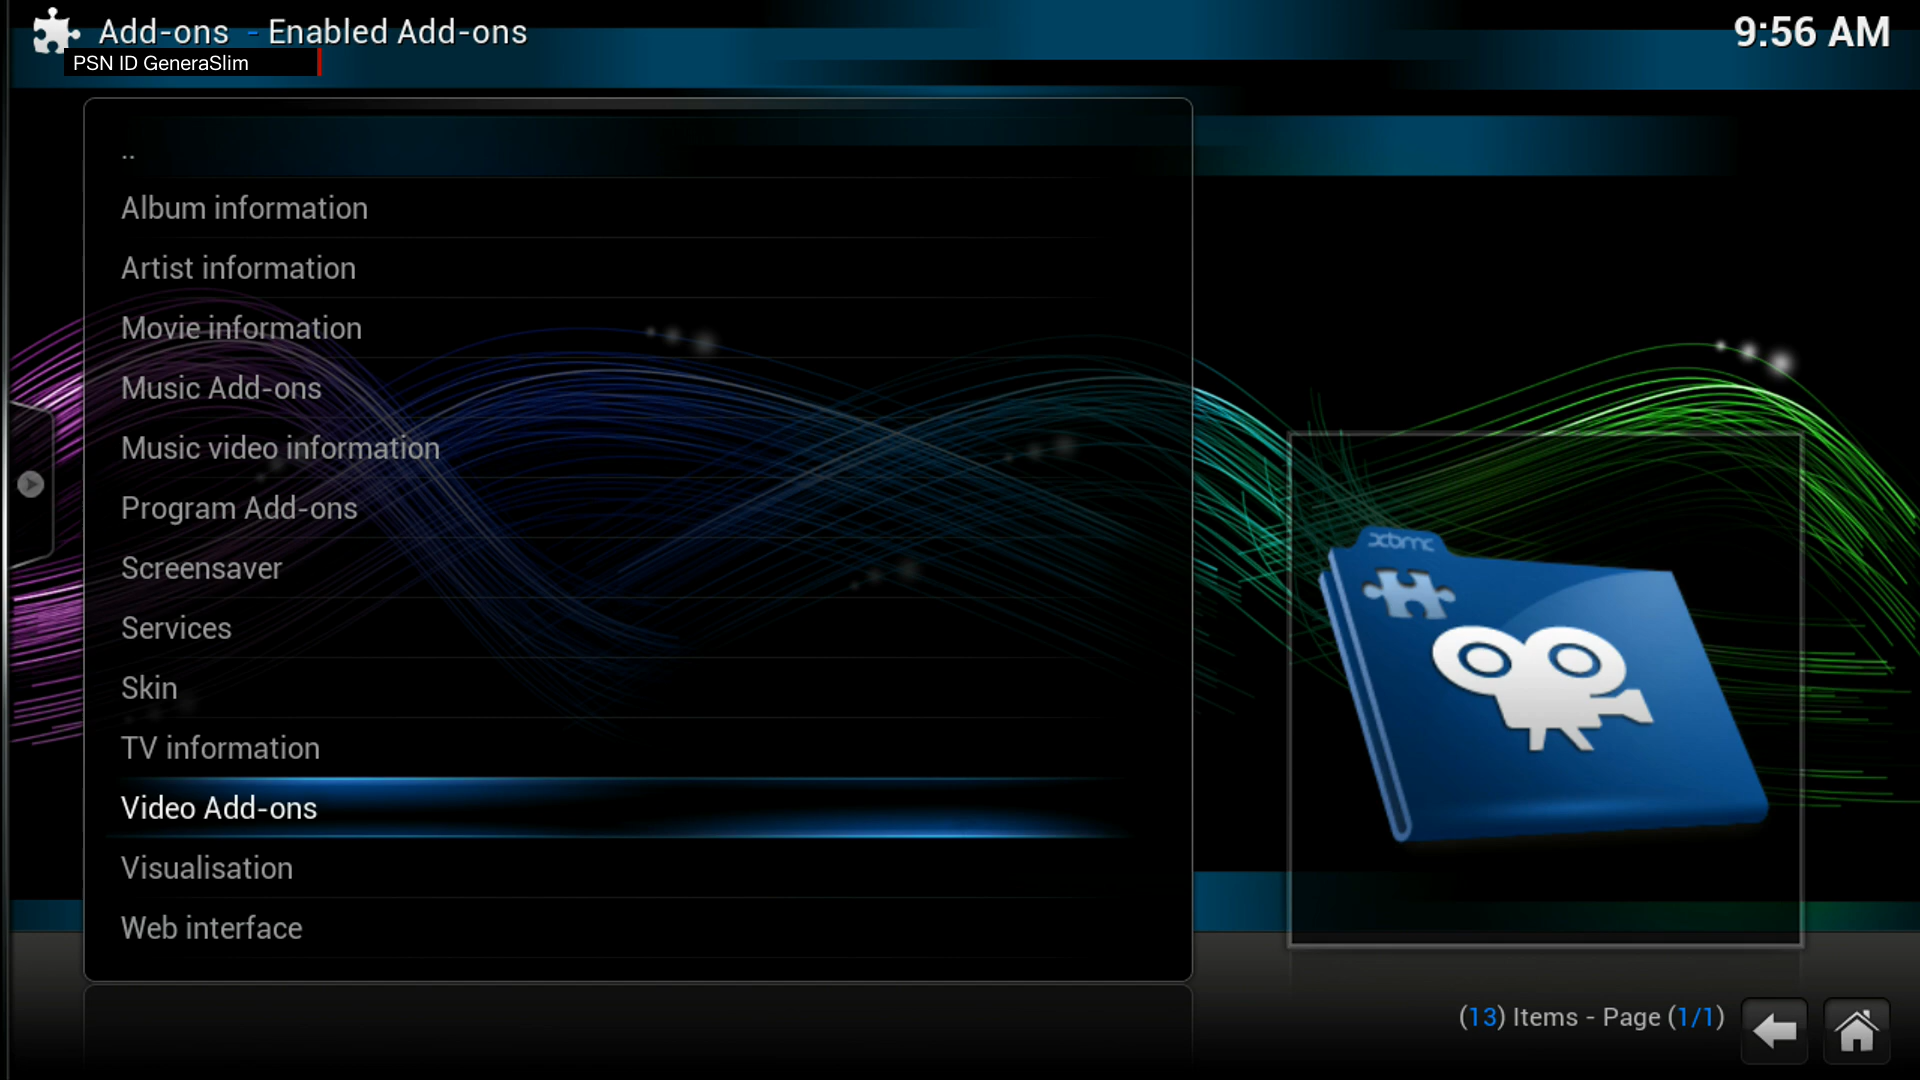 Add-ons - Enabled Add-ons
9:56 AM
PSN ID GeneraSlim
..
Album information
Artist information
Movie information
Music Add-ons
Music video information
Program Add-ons
Screensaver
Services
Skin
TV information
Video Add-ons
Visualisation
Web interface
xbmc
(13) Items - Page (1/1)